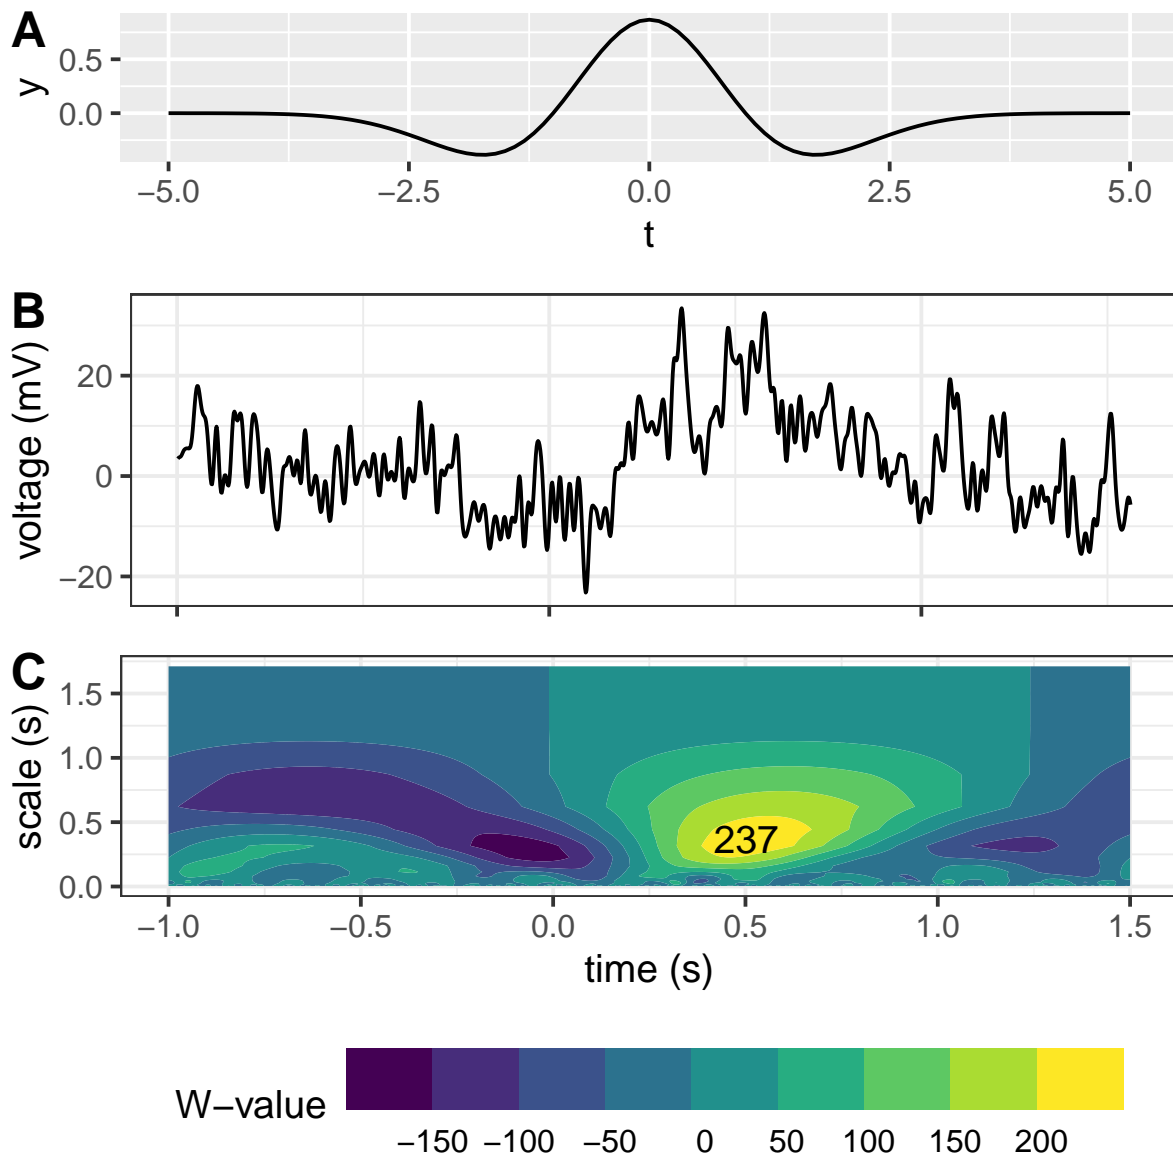 A
y
0.5
0.0
−5.0 −2.5 0.0 2.5 5.0
t
B
voltage (mV)
20
0
−20
C
scale (s)
1.5
1.0
0.5
0.0
237
−1.0 −0.5 0.0 0.5 1.0 1.5
time (s)
W−value
−150 −100 −50 0 50 100 150 200